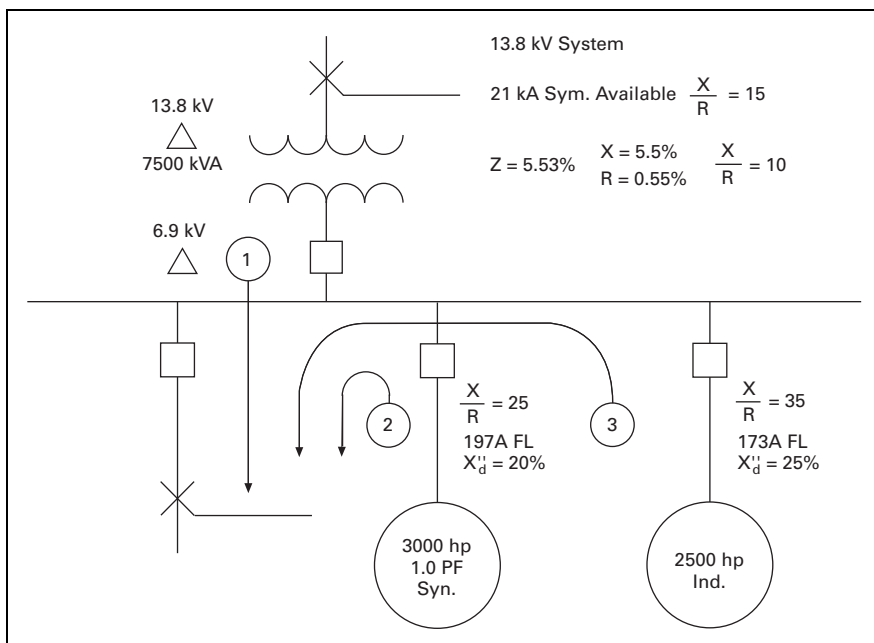 13.8 kV System
21 kA Sym. Available X/R = 15
13.8 kV
7500 kVA
Z = 5.53%
X = 5.5%
R = 0.55%
X/R = 10
6.9 kV
1
2
3
X/R = 25
197A FL
X''d = 20%
X/R = 35
173A FL
X''d = 25%
3000 hp
1.0 PF
Syn.
2500 hp
Ind.